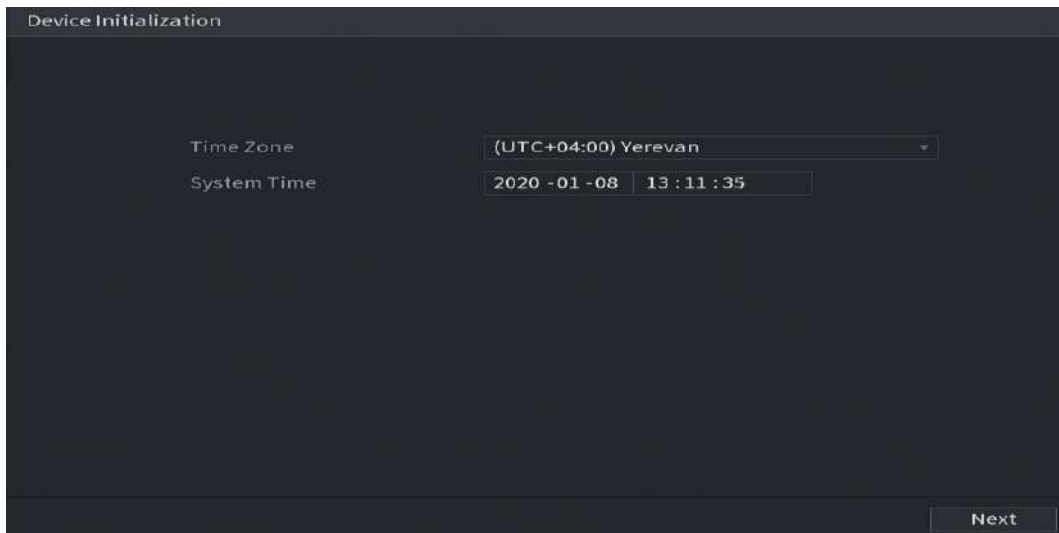 Device Initialization
Time Zone (UTC+04:00) Yerevan
System Time 2020 -01 -08 13 : 11 : 35
Next